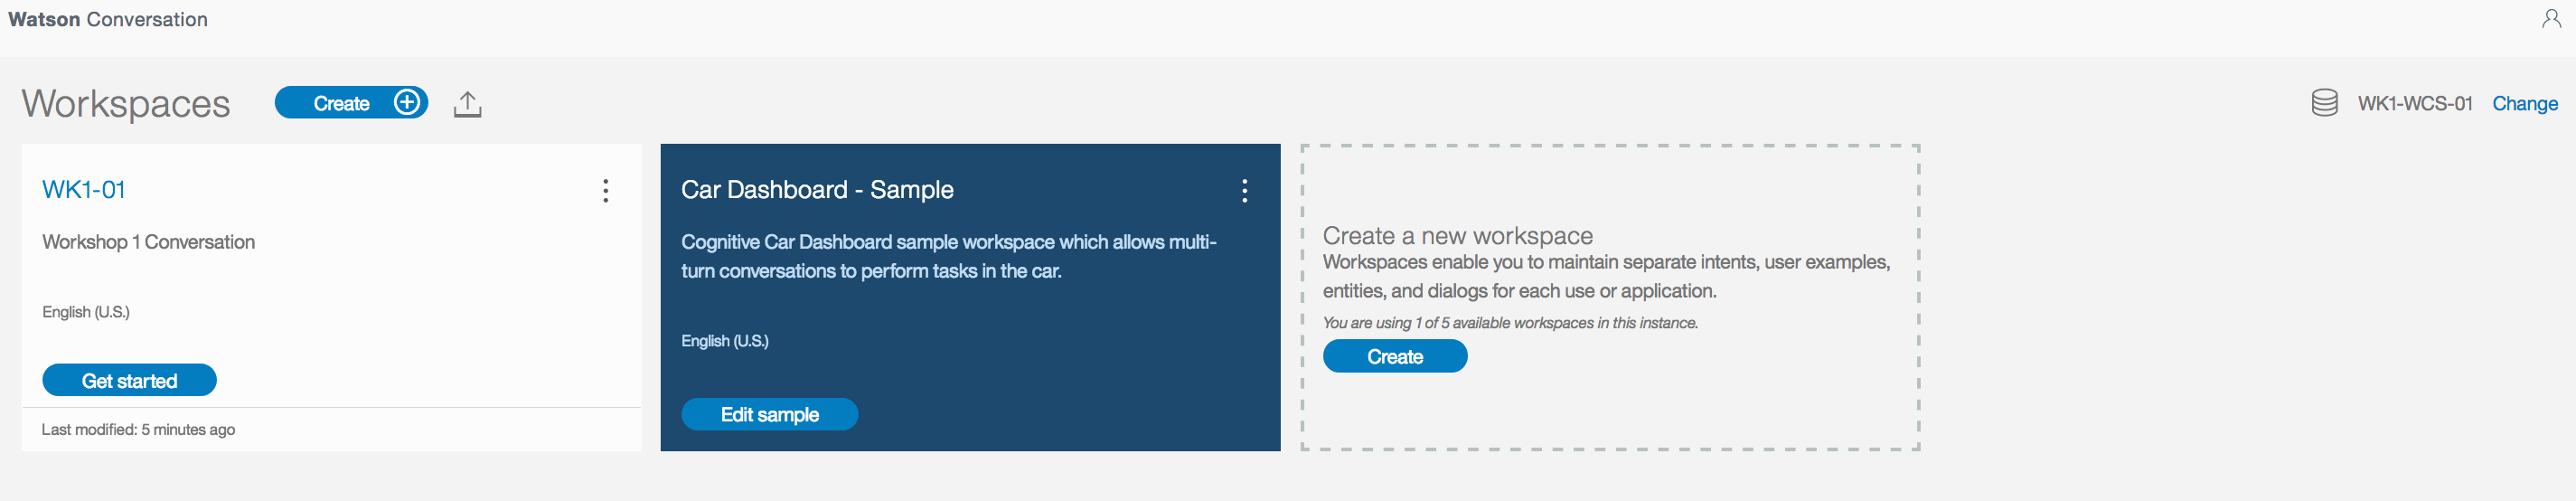 Watson Conversation
Workspaces
Create
WK1-WCS-01 Change
WK1-01
Workshop 1 Conversation
English (U.S.)
Get started
Last modified: 5 minutes ago
Car Dashboard - Sample
Cognitive Car Dashboard sample workspace which allows multi-
turn conversations to perform tasks in the car.
English (U.S.)
Edit sample
Create a new workspace
Workspaces enable you to maintain separate intents, user examples,
entities, and dialogs for each use or application.
You are using 1 of 5 available workspaces in this instance.
Create